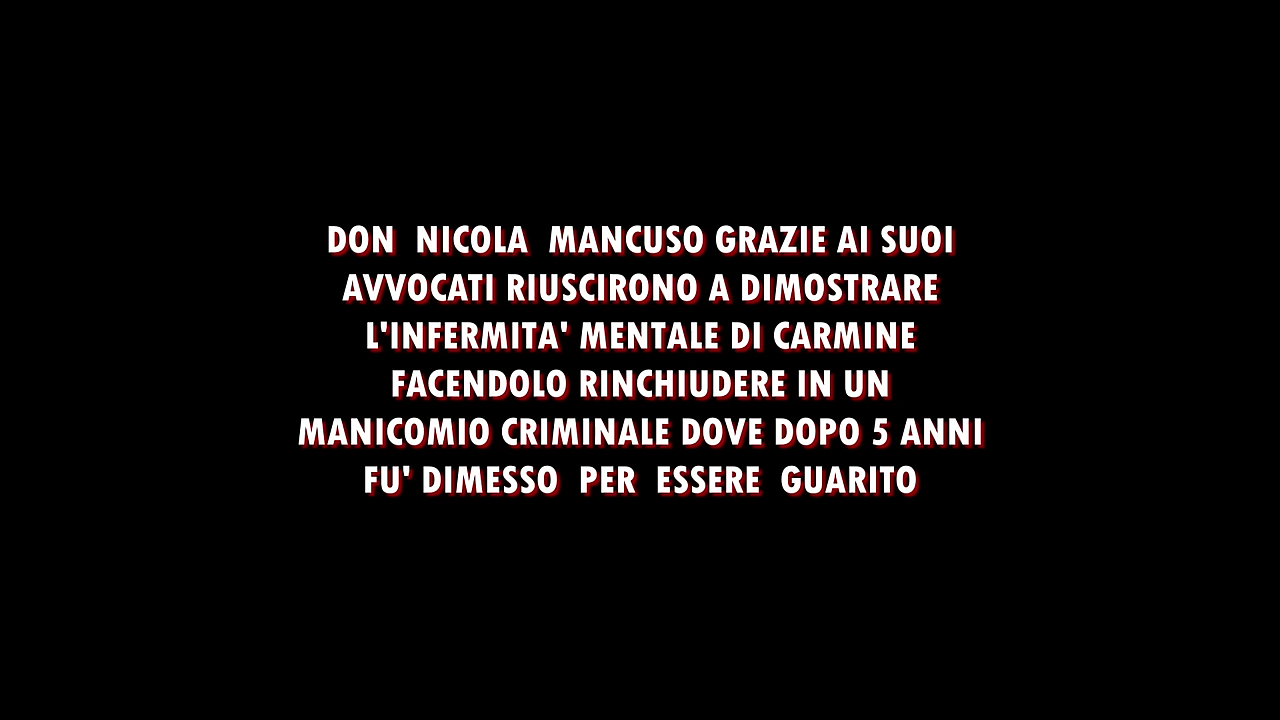 DON NICOLA MANCUSO GRAZIE AI SUOI
AVVOCATI RIUSCIRONO A DIMOSTRARE
L'INFERMITA' MENTALE DI CARMINE
FACENDOLO RINCHIUDERE IN UN
MANICOMIO CRIMINALE DOVE DOPO 5 ANNI
FU' DIMESSO PER ESSERE GUARITO